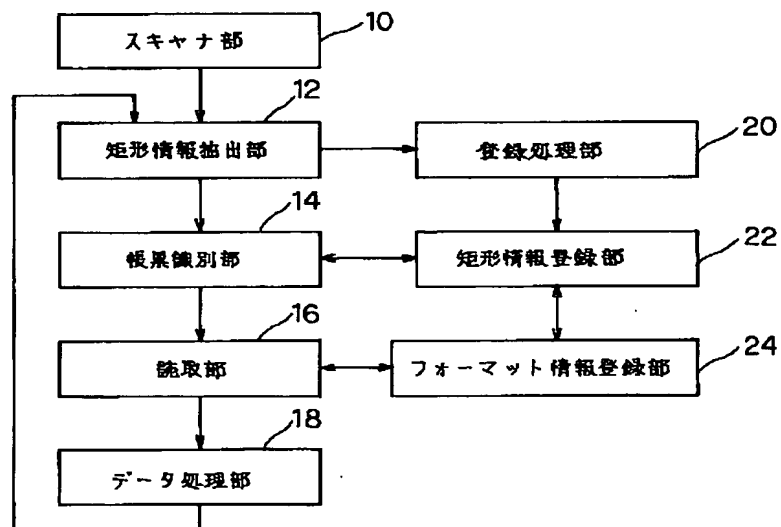 スキャナ部
10
12
矩形情報抽出部
登録処理部
20
14
帳票識別部
矩形情報登録部
22
16
読取部
フォーマット情報登録部
24
18
データ処理部